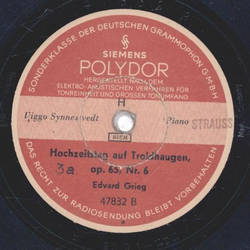 SONDERKLASSE DER DEUTSCHEN GRAMMOPHON G·M·B·H
SIEMENS
POLYDOR
HERGESTELLT NACH DEM
ELEKTRO-AKUSTISCHEN VERFAHREN FÜR
TONREINHEIT UND GROSSEN TONUMFANG
H
Viggo Synnestvedt
BIEM
Piano
STRAUSS
Hochzeitstag auf Troldhaugen,
3a
op. 65, Nr. 6
Edvard Grieg
47832 B
DAS RECHT ZUR RADIOSENDUNG BLEIBT VORBEHALTEN